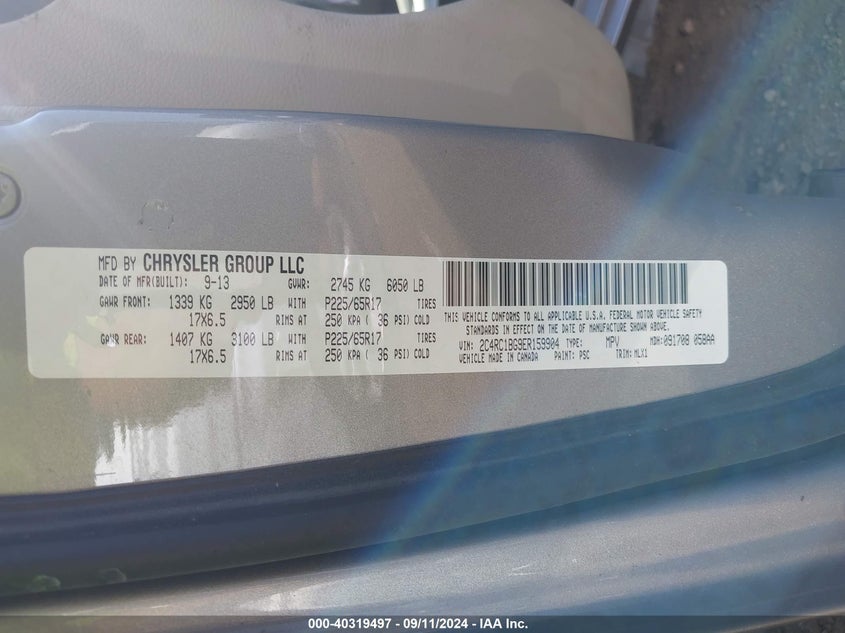 MFD BY CHRYSLER GROUP LLC
DATE OF MFR(BUILT): 9-13 GVWR: 2745 KG 6050 LB
GAWR FRONT: 1339 KG 2950 LB WITH P225/65R17 TIRES
17X6.5 RIMS AT 250 KPA ( 36 PSI) COLD
GAWR REAR: 1407 KG 3100 LB WITH P225/65R17 TIRES
17X6.5 RIMS AT 250 KPA ( 36 PSI) COLD
THIS VEHICLE CONFORMS TO ALL APPLICABLE U.S.A. FEDERAL MOTOR VEHICLE SAFETY
STANDARDS IN EFFECT ON THE DATE OF MANUFACTURE SHOWN ABOVE.
VIN: 2C4RC1BG9ER159904 TYPE: MPV MDH: 091708 058AA
VEHICLE MADE IN CANADA PAINT: PSC TRIM: MLX1
000-40319497 - 09/11/2024 - IAA Inc.